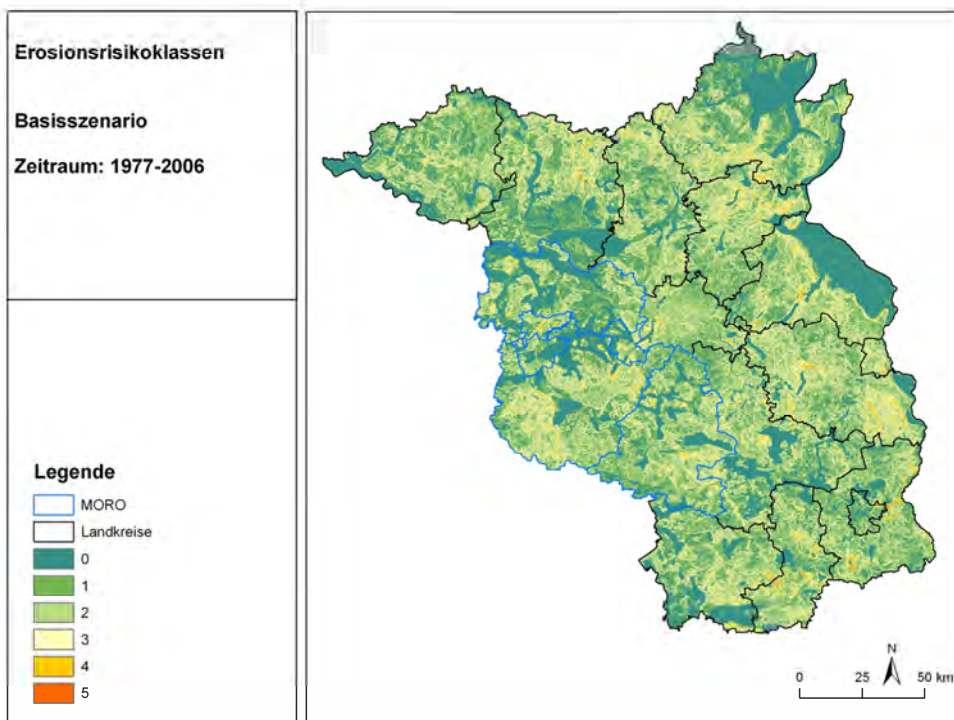 Erosionsrisikoklassen
Basisszenario
Zeitraum: 1977-2006
Legende
MORO
Landkreise
0
1
2
3
4
5
N
0 25 50 km